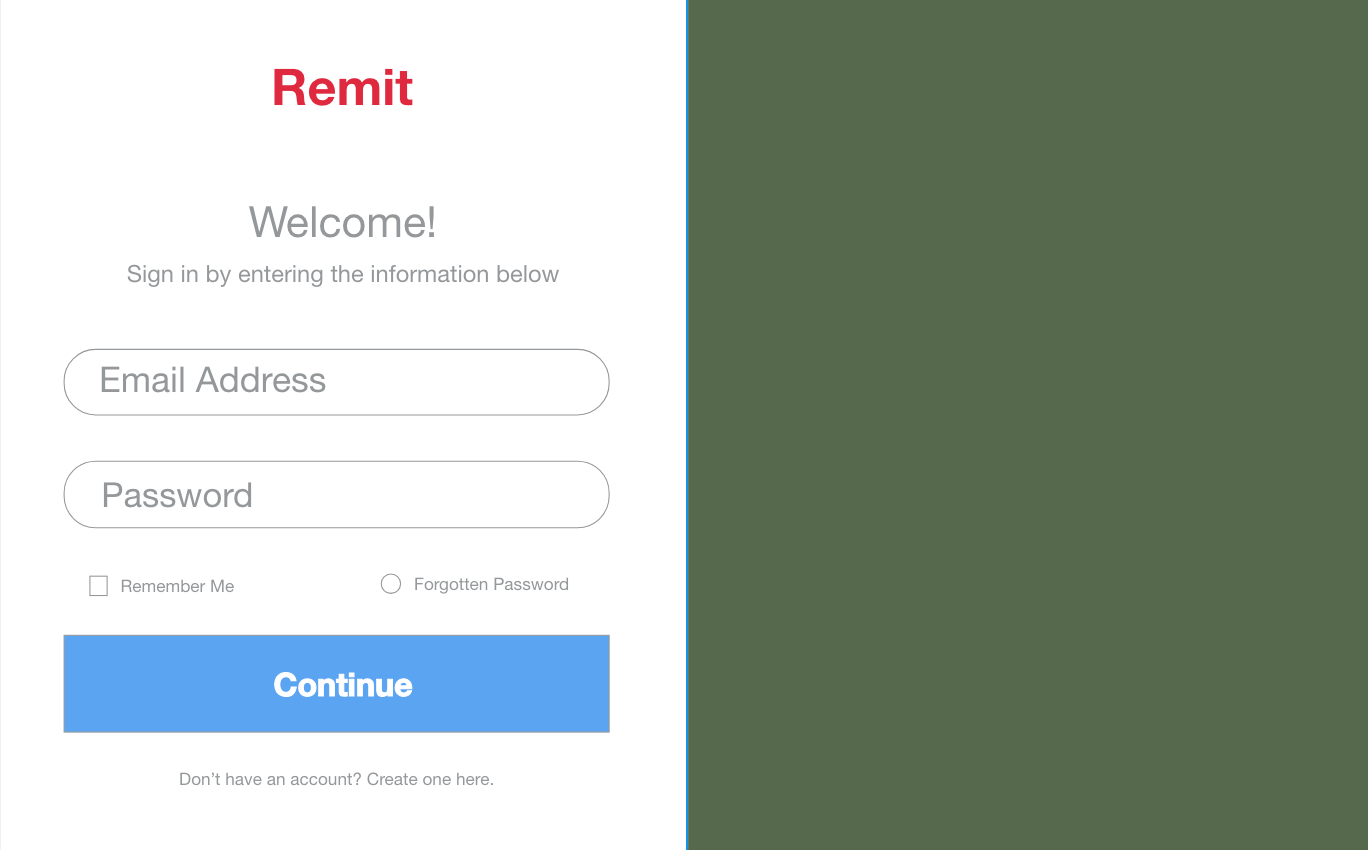 Remit
Welcome!
Sign in by entering the information below
Email Address
Password
Remember Me
Forgotten Password
Continue
Don’t have an account? Create one here.